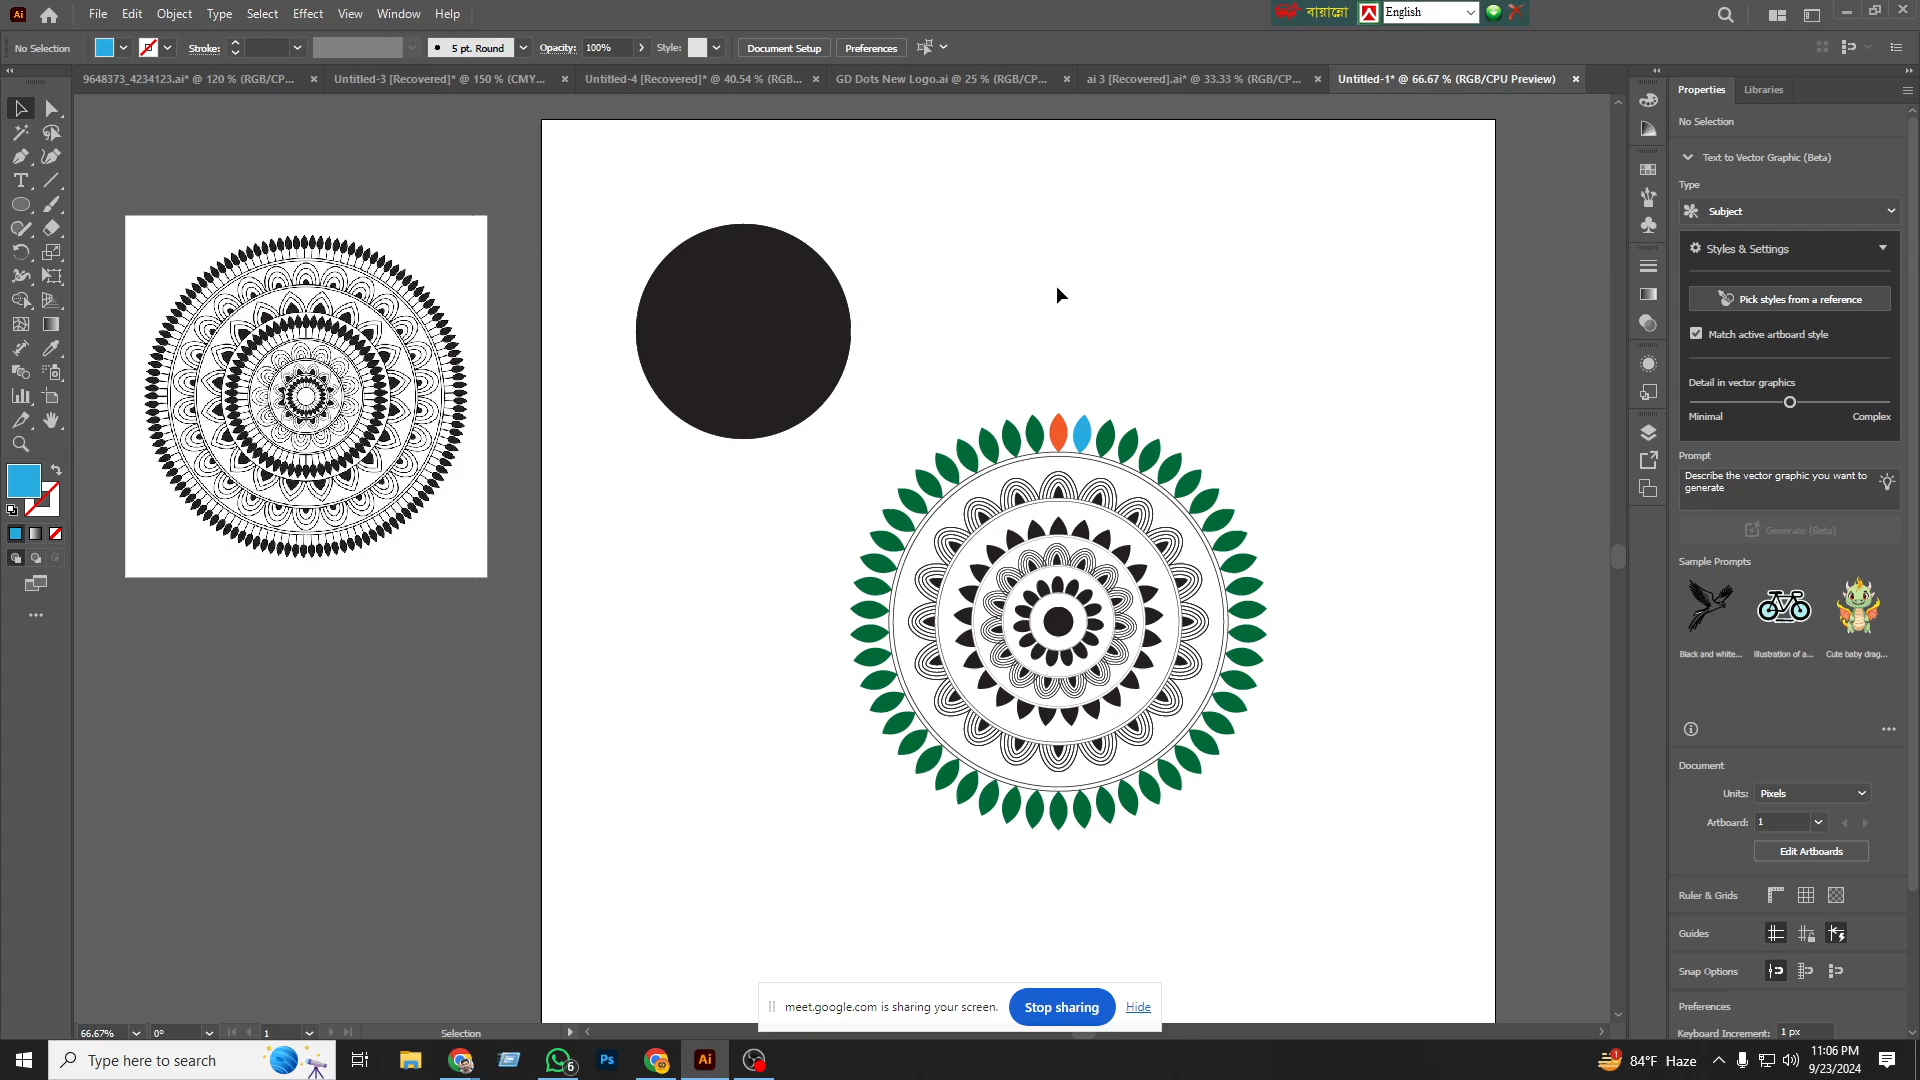 Ai File Edit Object Type Select Effect View Window Help
বায়ান্নো English
No Selection Stroke: 5 pt. Round Opacity: 100% Style: Document Setup Preferences
9648373_4234123.ai* @ 120 % (RGB/CP... Untitled-3 [Recovered]* @ 150 % (CMY... Untitled-4 [Recovered]* @ 40.54 % (RGB... GD Dots New Logo.ai @ 25 % (RGB/CP... ai 3 [Recovered].ai* @ 33.33 % (RGB/CP... Untitled-1* @ 66.67 % (RGB/CPU Preview)
Properties Libraries
No Selection
Text to Vector Graphic (Beta)
Type
Subject
Styles & Settings
Pick styles from a reference
Match active artboard style
Detail in vector graphics
Minimal Complex
Prompt
Describe the vector graphic you want to
generate
Generate (Beta)
Sample Prompts
Black and white... Illustration of a... Cute baby drag...
Document
Units: Pixels
Artboard: 1
Edit Artboards
Ruler & Grids
Guides
Snap Options
Preferences
Keyboard Increment: 1 px
meet.google.com is sharing your screen. Stop sharing Hide
66.67% 0° 1 Selection
Type here to search 6 Ps Ai 1 84°F Haze 11:06 PM
9/23/2024